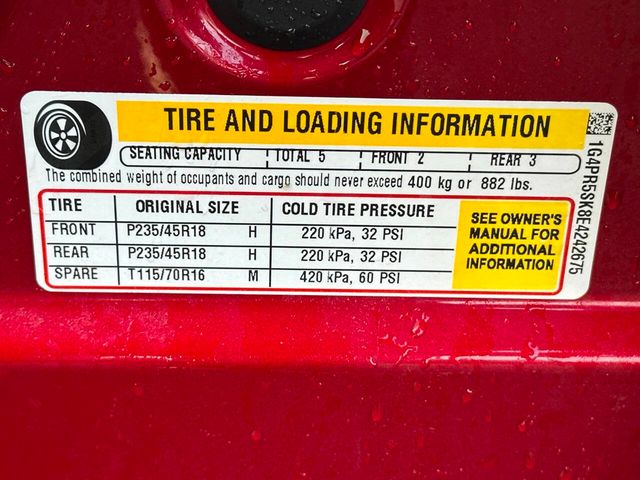 TIRE AND LOADING INFORMATION
SEATING CAPACITY TOTAL 5 FRONT 2 REAR 3
The combined weight of occupants and cargo should never exceed 400 kg or 882 lbs.
TIRE ORIGINAL SIZE COLD TIRE PRESSURE
FRONT P235/45R18 H 220 kPa, 32 PSI
REAR P235/45R18 H 220 kPa, 32 PSI
SPARE T115/70R16 M 420 kPa, 60 PSI
SEE OWNER'S
MANUAL FOR
ADDITIONAL
INFORMATION
1G4PR5SK8E4242675